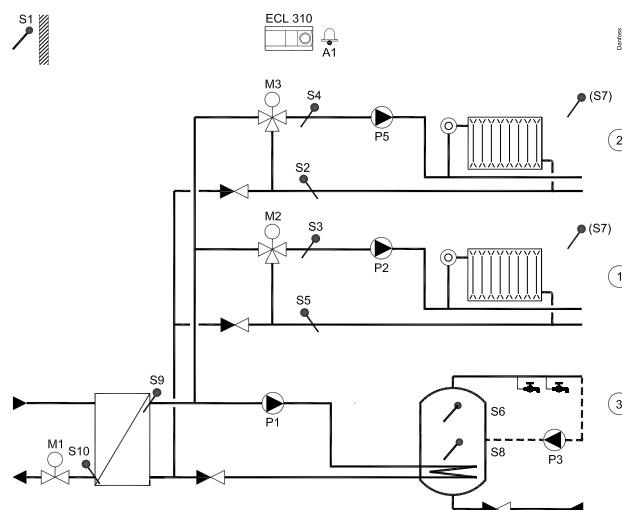 S1
ECL 310
A1
Danfoss
M3
S4
P5
(S7)
2
S2
M2
S3
P2
(S7)
1
S5
S9
P1
S6
3
M1
S10
S8
P3